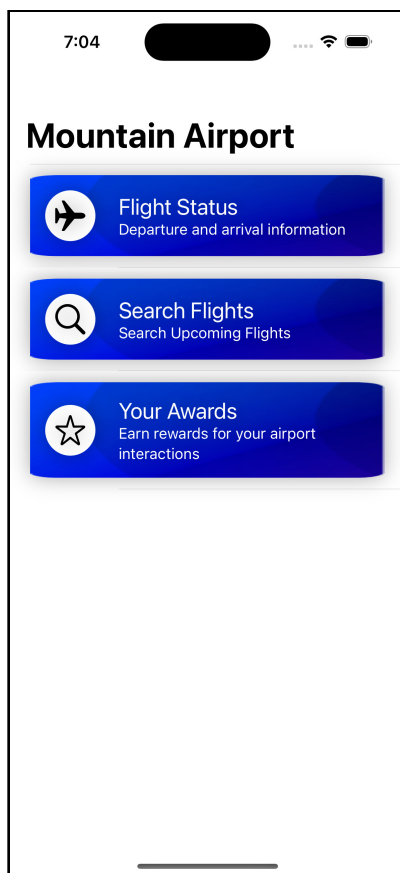 7:04
Mountain Airport
Flight Status
Departure and arrival information
Search Flights
Search Upcoming Flights
Your Awards
Earn rewards for your airport
interactions